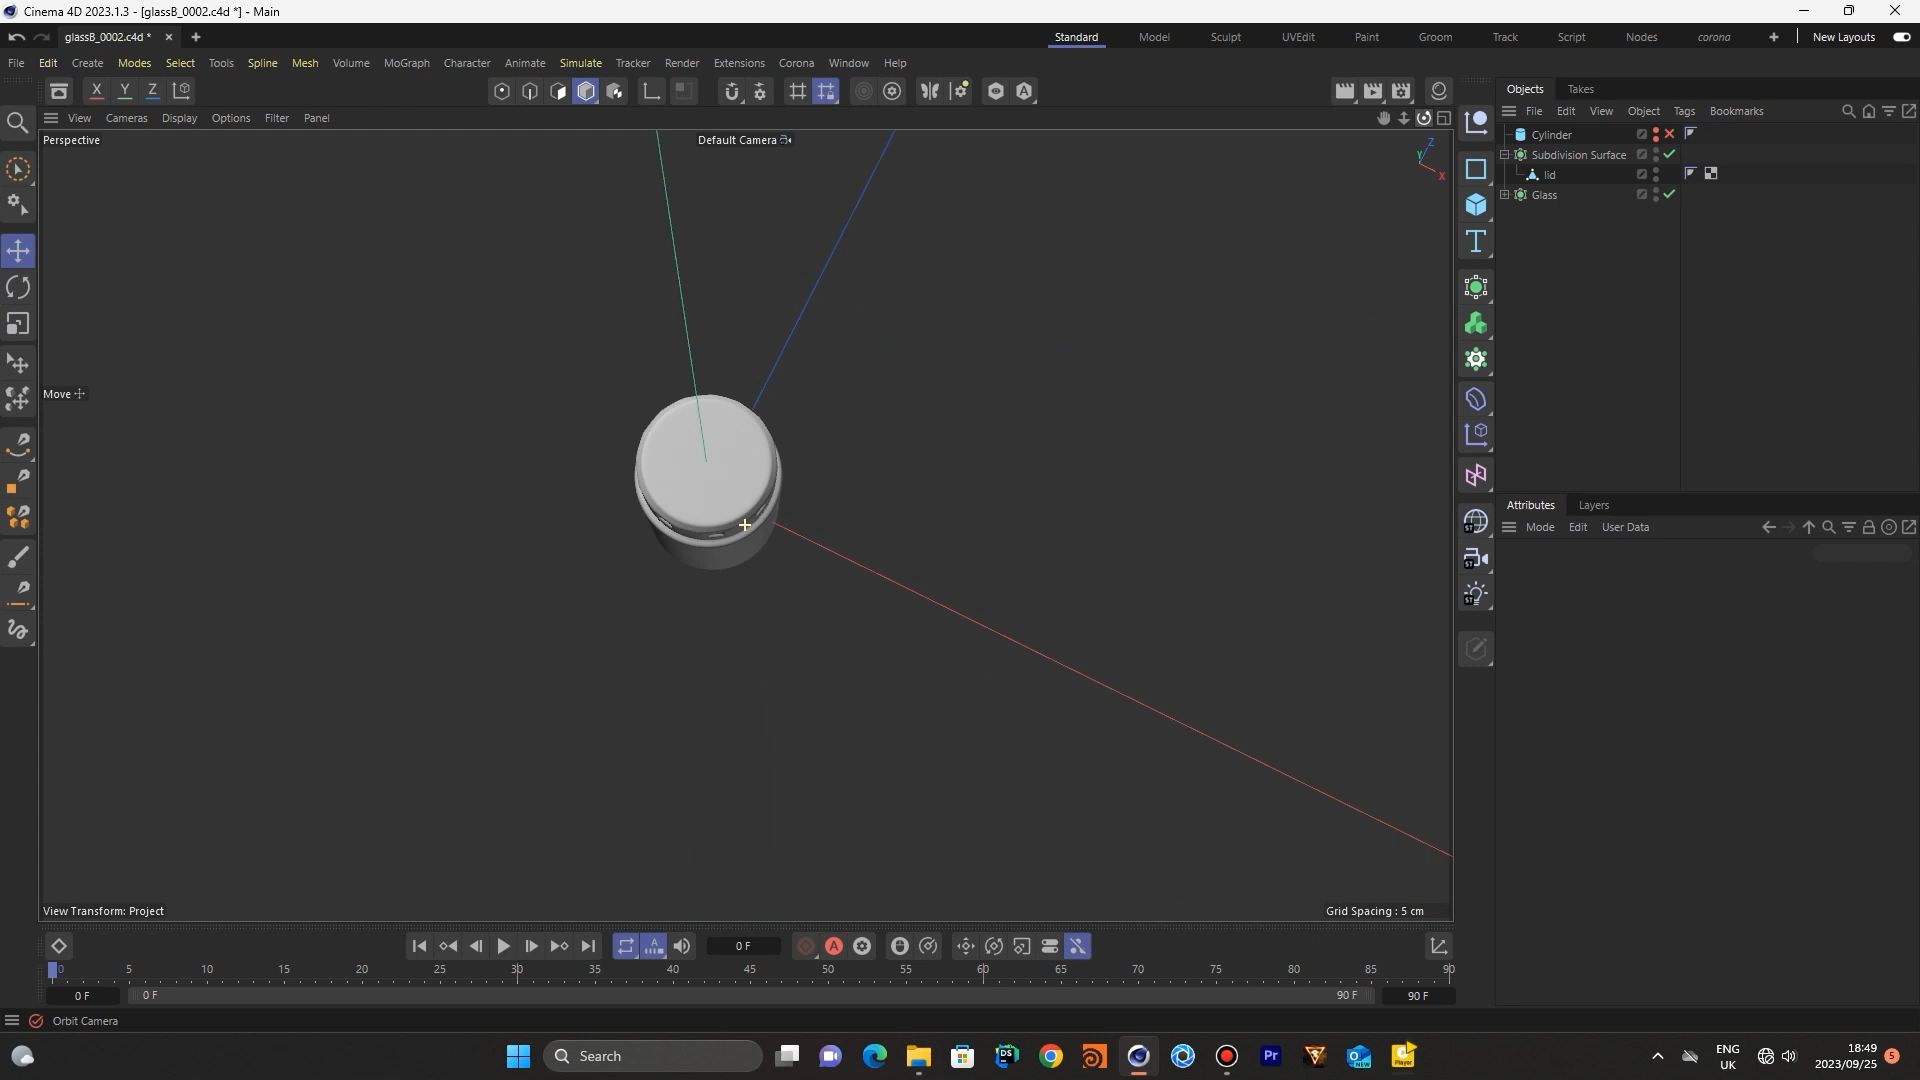 Cinema 4D 2023.1.3 - [glassB_0002.c4d *] - Main
glassB_0002.c4d *
Standard Model Sculpt UVEdit Paint Groom Track Script Nodes corona New Layouts
File Edit Create Modes Select Tools Spline Mesh Volume MoGraph Character Animate Simulate Tracker Render Extensions Corona Window Help
X Y Z
Objects Takes
View Cameras Display Options Filter Panel
File Edit View Object Tags Bookmarks
Perspective
Default Camera
Cylinder
Subdivision Surface
lid
Glass
Z
Y
X
Move
Attributes Layers
Mode Edit User Data
View Transform: Project
Grid Spacing : 5 cm
0 F
0 5 10 15 20 25 30 35 40 45 50 55 60 65 70 75 80 85 90
0 F 0 F 90 F 90 F
Orbit Camera
Search
ENG
UK
18:49
2023/09/25
5